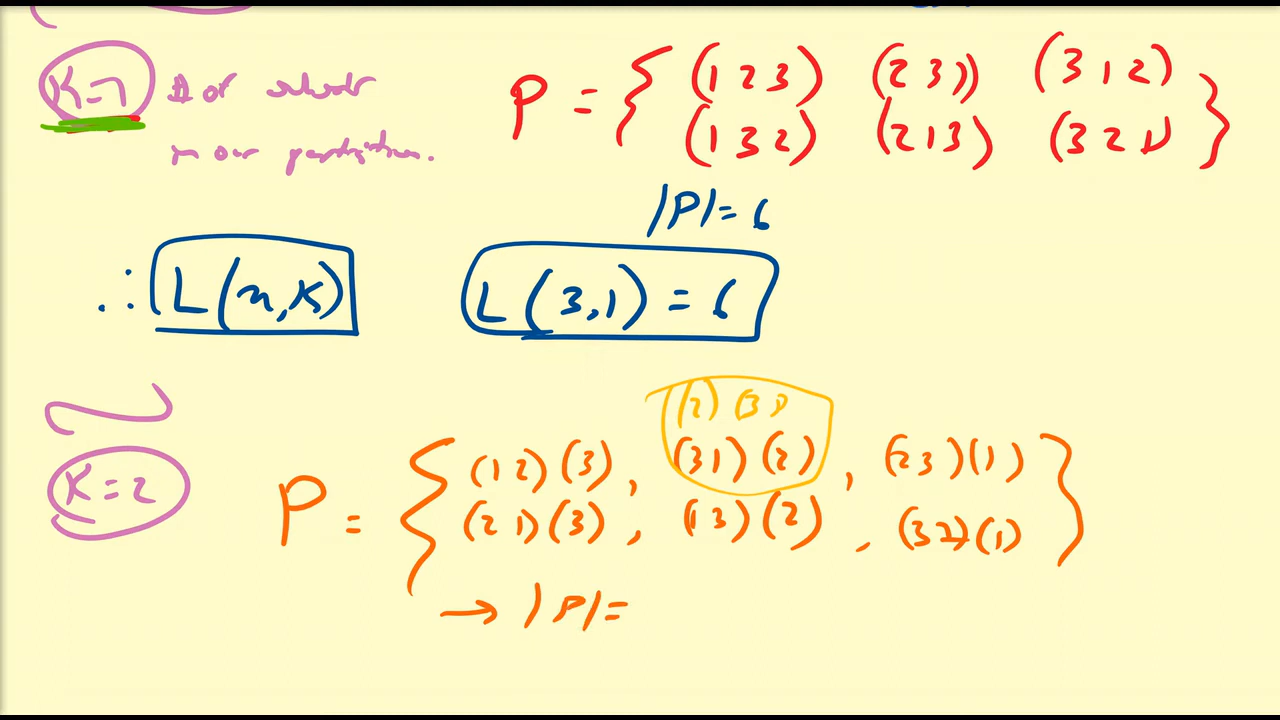 K=1 # of subsets
in our partition.
P = { (1 2 3) (2 3 1) (3 1 2)
(1 3 2) (2 1 3) (3 2 1) }
|P| = 6
∴ L(n,K) L(3,1) = 6
(2) (3 1)
K=2 P = { (1 2)(3), (3 1)(2), (2 3)(1)
(2 1)(3), (1 3)(2), (3 2)(1) }
→ |P| =